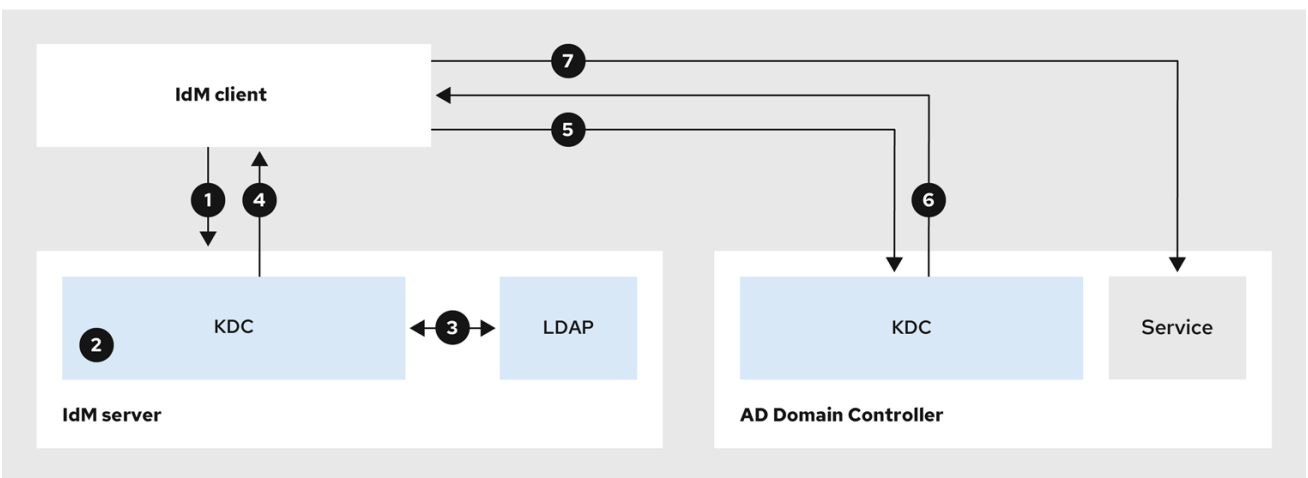 7
IdM client
5
1
4
6
KDC
3
LDAP
KDC
Service
2
IdM server
AD Domain Controller